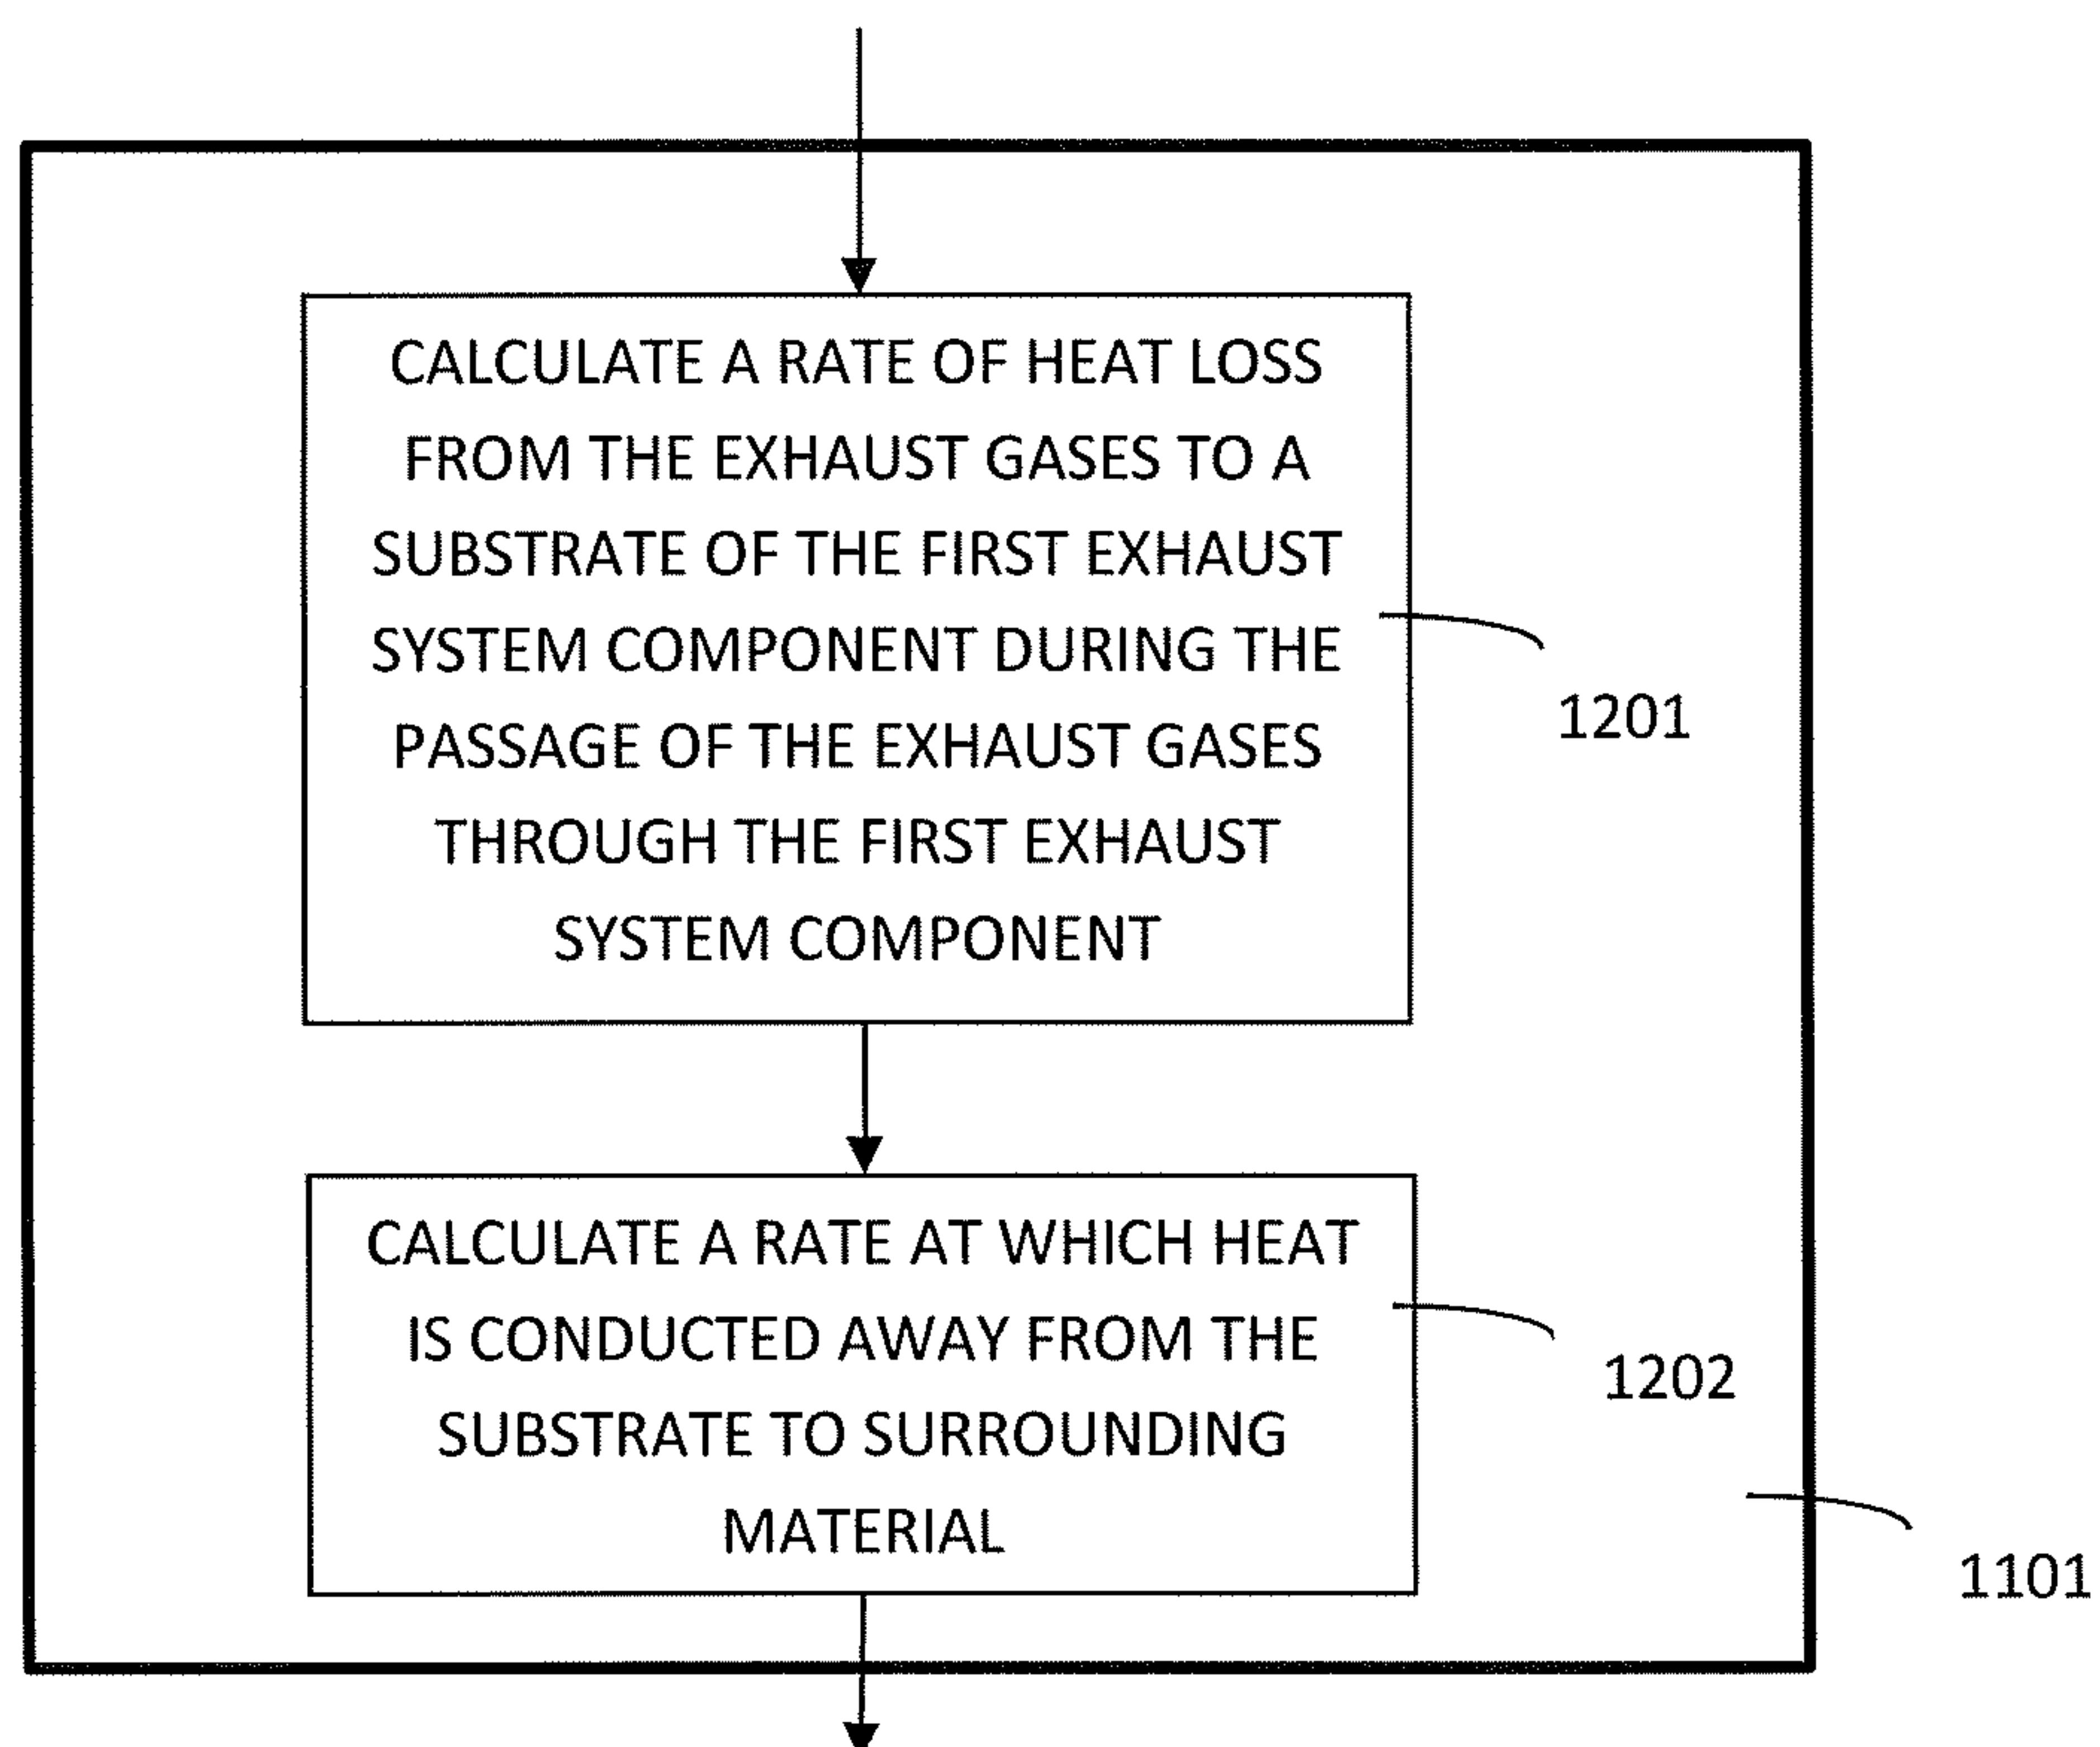 CALCULATE A RATE OF HEAT LOSS
FROM THE EXHAUST GASES TO A
SUBSTRATE OF THE FIRST EXHAUST
SYSTEM COMPONENT DURING THE
PASSAGE OF THE EXHAUST GASES
THROUGH THE FIRST EXHAUST
SYSTEM COMPONENT
1201
CALCULATE A RATE AT WHICH HEAT
IS CONDUCTED AWAY FROM THE
SUBSTRATE TO SURROUNDING
MATERIAL
1202
1101